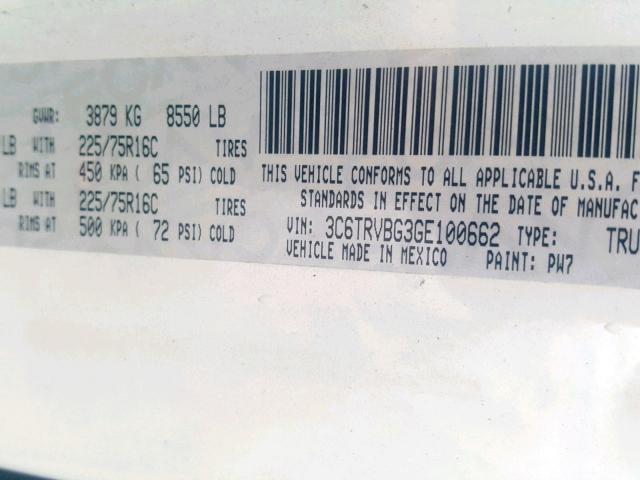 GVWR: 3879 KG 8550 LB
LB WITH 225/75R16C TIRES
RIMS AT 450 KPA ( 65 PSI) COLD
LB WITH 225/75R16C TIRES
RIMS AT 500 KPA ( 72 PSI) COLD
THIS VEHICLE CONFORMS TO ALL APPLICABLE U.S.A. F
STANDARDS IN EFFECT ON THE DATE OF MANUFAC
VIN: 3C6TRVBG3GE100662 TYPE: TRU
VEHICLE MADE IN MEXICO PAINT: PW7